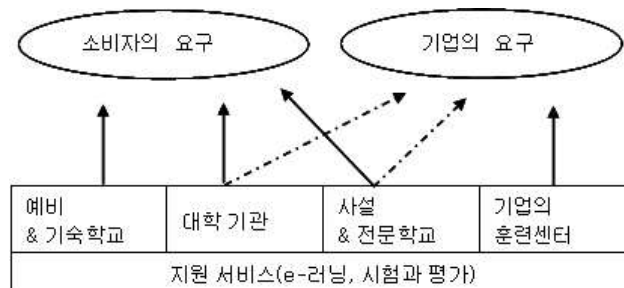 소비자의 요구
기업의 요구
예비
& 기숙학교
대학 기관
사설
& 전문학교
기업의
훈련센터
지원 서비스(e-러닝, 시험과 평가)